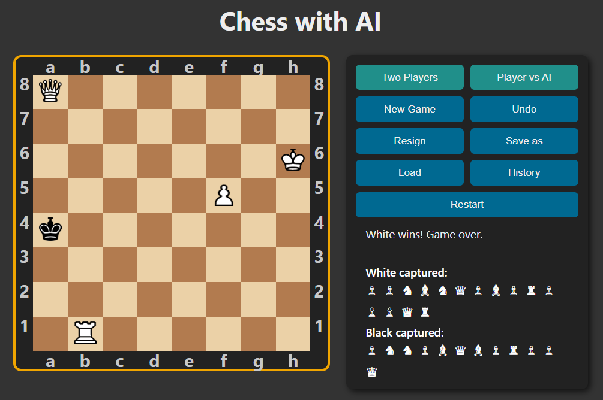 Chess with AI
a b c d e f g h
8 8
7 7
6 6
5 5
4 4
3 3
2 2
1 1
a b c d e f g h
Two Players Player vs AI
New Game Undo
Resign Save as
Load History
Restart
White wins! Game over.
White captured:
Black captured: